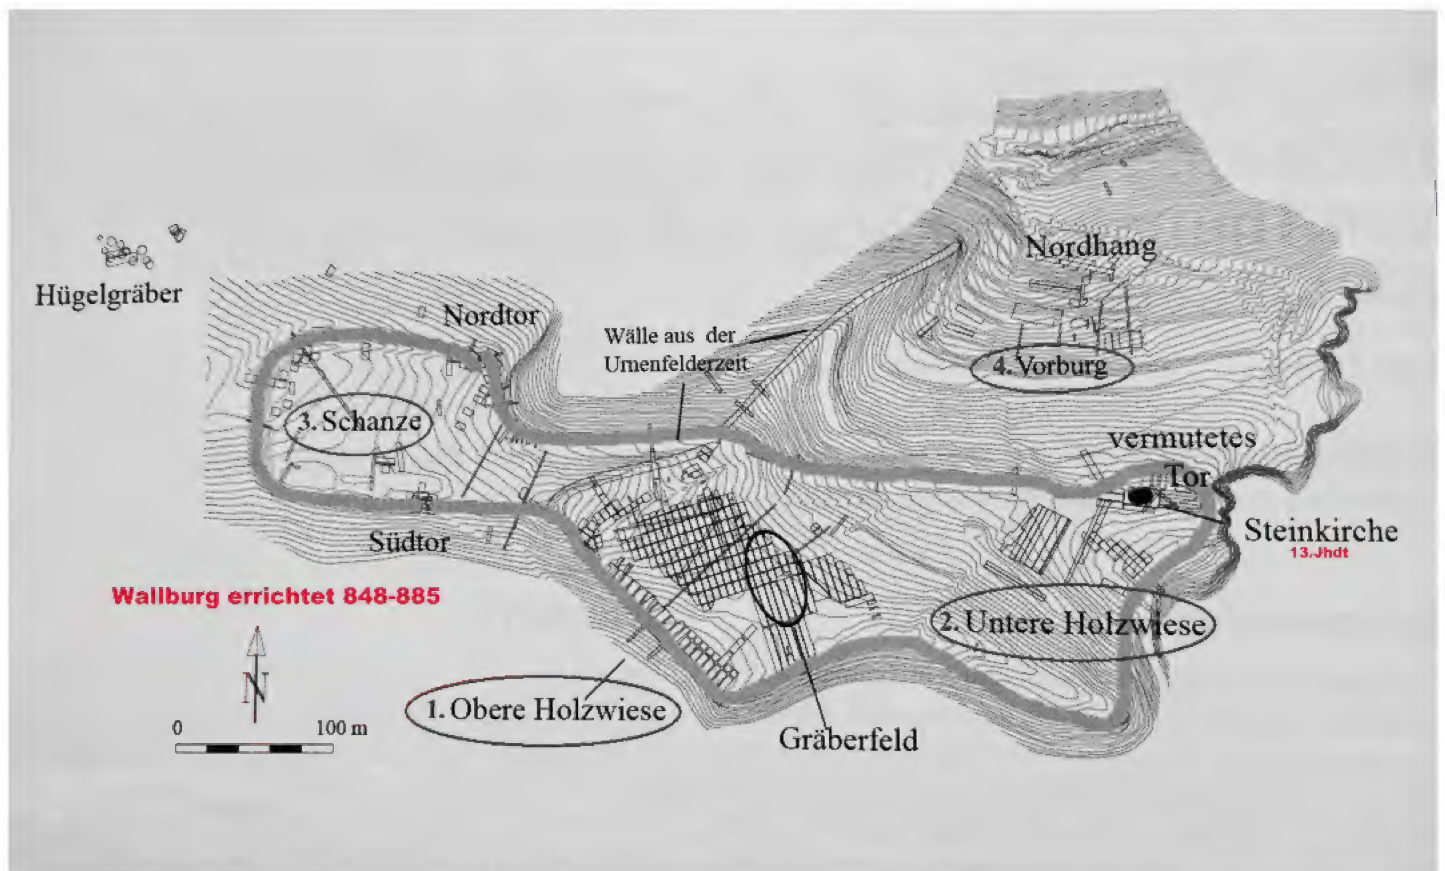 Nordhang
Hügelgräber
Nordtor
Wälle aus der
Urnenfelderzeit
4. Vorburg
3. Schanze
vermutetes
Tor
Südtor
Steinkirche
13.Jhdt
Wallburg errichtet 848-885
2. Untere Holzwiese
N
1. Obere Holzwiese
0 100 m
Gräberfeld